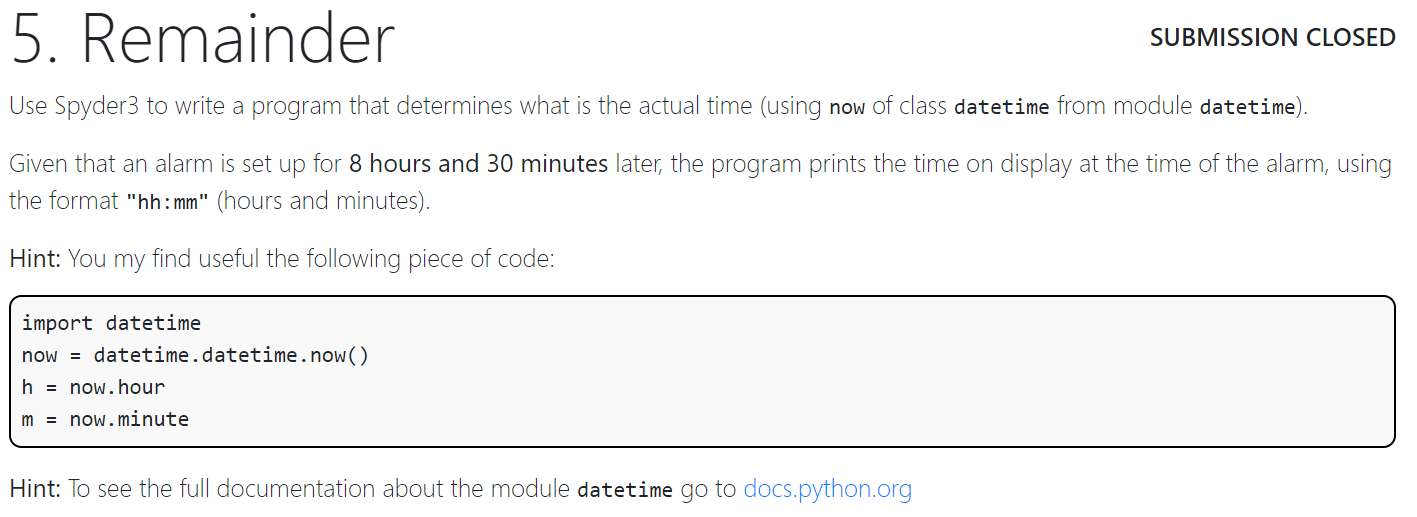 5. Remainder
SUBMISSION CLOSED
Use Spyder3 to write a program that determines what is the actual time (using now of class datetime from module datetime).
Given that an alarm is set up for 8 hours and 30 minutes later, the program prints the time on display at the time of the alarm, using
the format "hh:mm" (hours and minutes).
Hint: You my find useful the following piece of code:
import datetime
now = datetime.datetime.now()
h = now.hour
m = now.minute
Hint: To see the full documentation about the module datetime go to docs.python.org